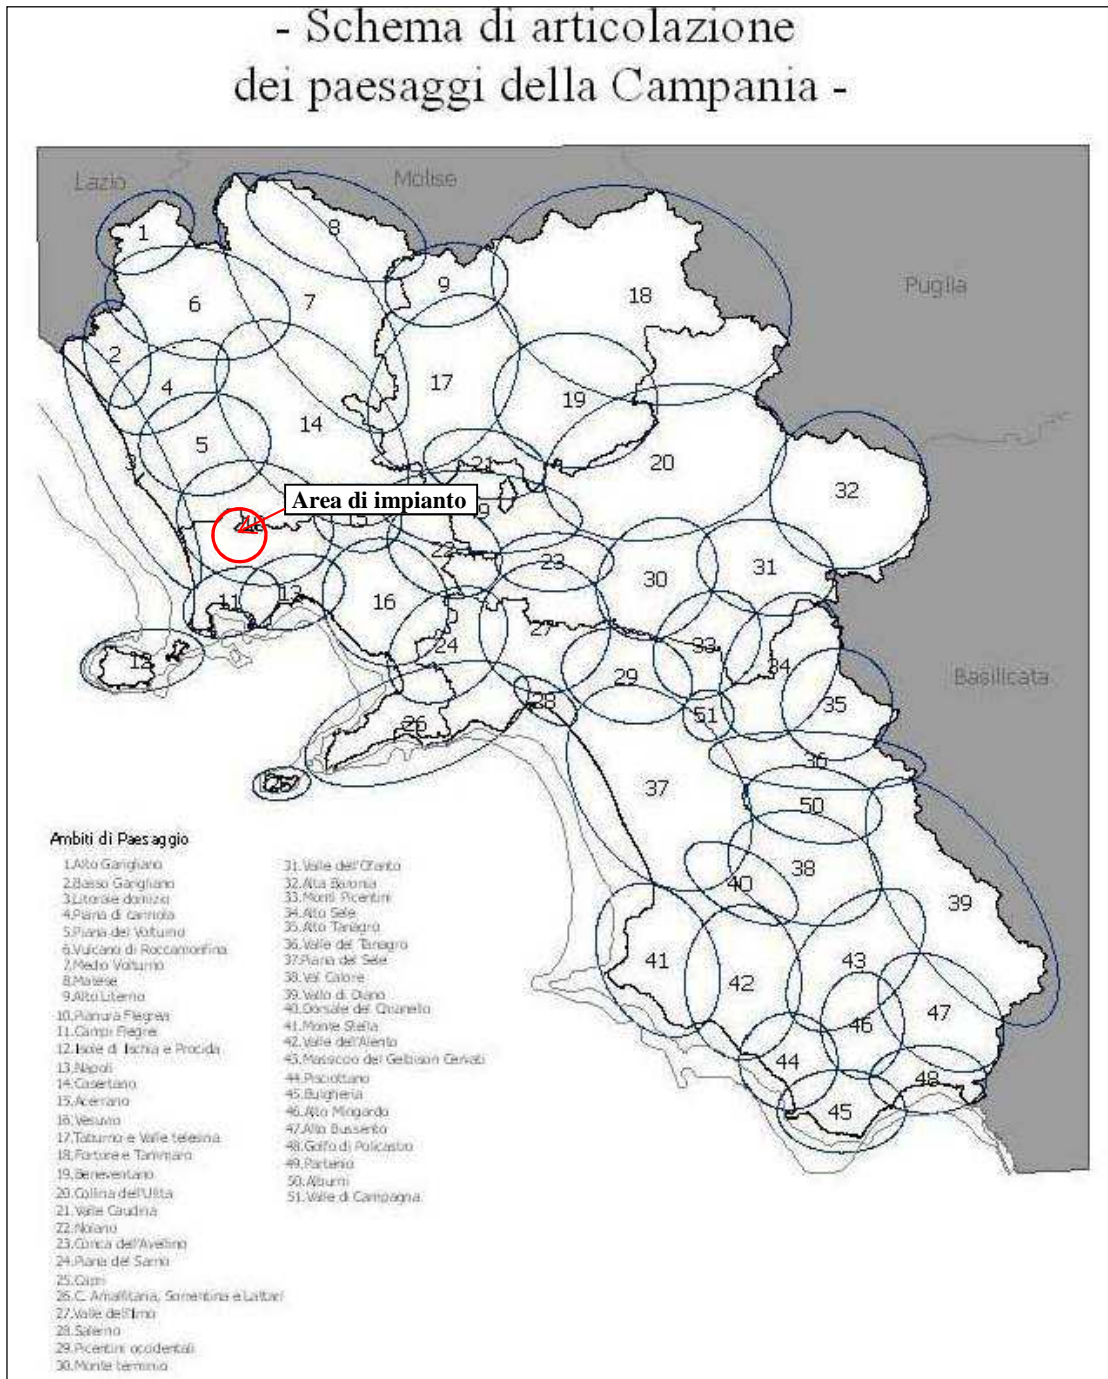 - Schema di articolazione
dei paesaggi della Campania -
Lazio
Molise
Puglia
Basilicata
1
8
9
18
6
7
2
4
17
19
3
5
14
21
20
32
Area di impianto
22
23
30
31
16
11
13
12
24
27
33
34
29
35
51
28
26
36
37
50
38
40
39
41
42
43
47
46
44
48
45
Ambiti di Paesaggio
1.Alto Garigliano
2.Basso Garigliano
3.Litorale domizio
4.Piana di carinola
5.Piana del Volturno
6.Vulcano di Roccamonfina
7.Medio Volturno
8.Matese
9.Alto Literno
10.Pianura Flegrea
11.Campi Flegrei
12.Isole di Ischia e Procida
13.Napoli
14.Casertano
15.Acerrano
16.Vesuvio
17.Taburno e Valle telesina
18.Fortore e Tammaro
19.Beneventano
20.Collina dell'Ufita
21.Valle Caudina
22.Nolano
23.Conca dell'Avellino
24.Piana del Sarno
25.Capri
26.C. Amalfitana, Sorrentina e Lattari
27.Valle dell'Irno
28.Salerno
29.Picentini occidentali
30.Monte terminio
31.Valle dell'Ofanto
32.Alta Baronia
33.Monti Picentini
34.Alto Sele
35.Alto Tanagro
36.Valle del Tanagro
37.Piana del Sele
38.Val Calore
39.Vallo di Diano
40.Dorsale del Chianello
41.Monte Stella
42.Valle dell'Alento
43.Massiccio del Gelbison Cervati
44.Pisciottano
45.Bulgheria
46.Alto Mingardo
47.Alto Bussento
48.Golfo di Policastro
49.Partenio
50.Alburni
51.Valle di Campagna